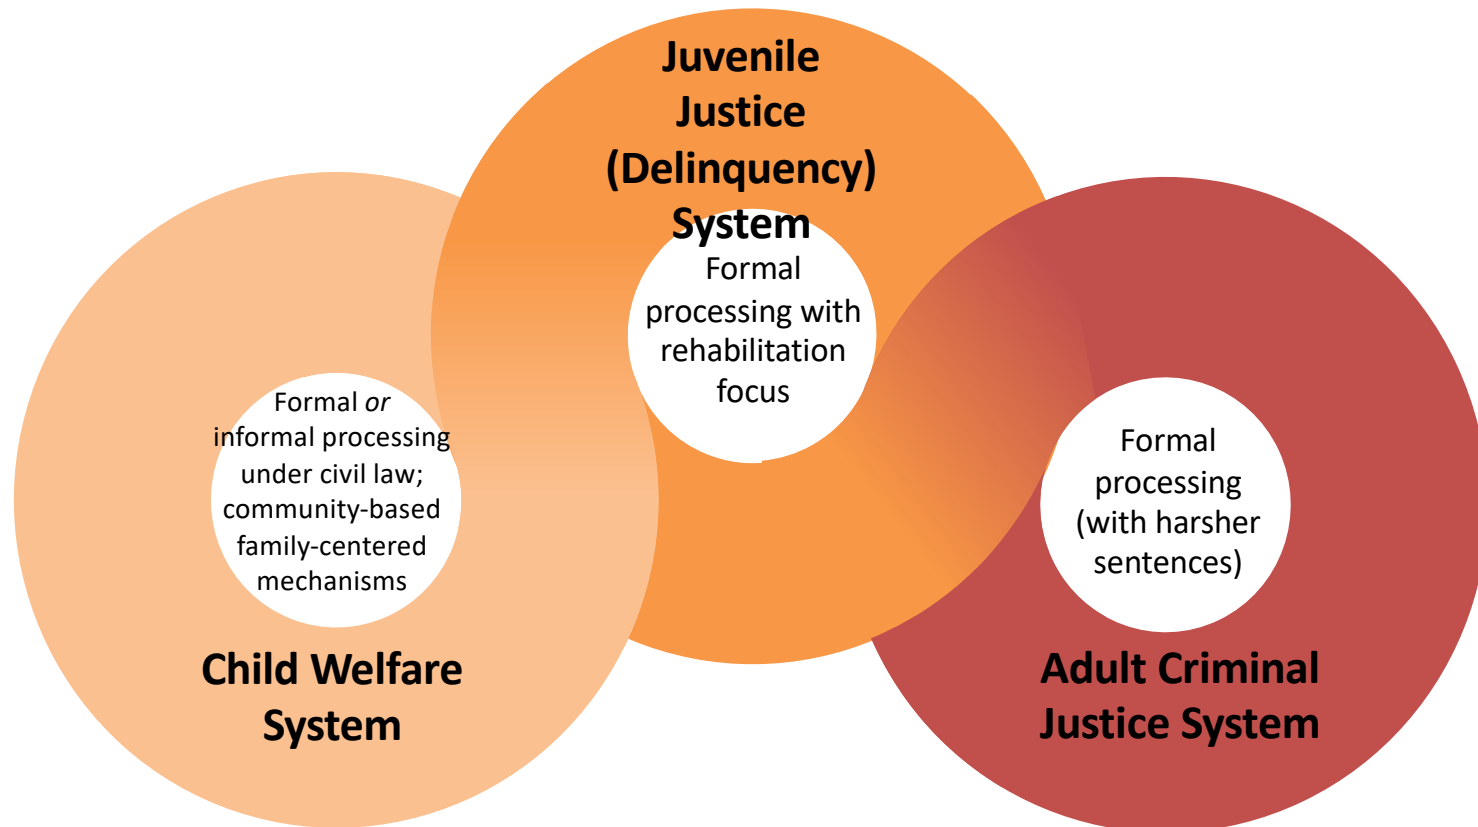 Juvenile
Justice
(Delinquency)
System
Formal
processing with
rehabilitation
focus
Formal or
informal processing
under civil law;
community-based
family-centered
mechanisms
Child Welfare
System
Formal
processing
(with harsher
sentences)
Adult Criminal
Justice System